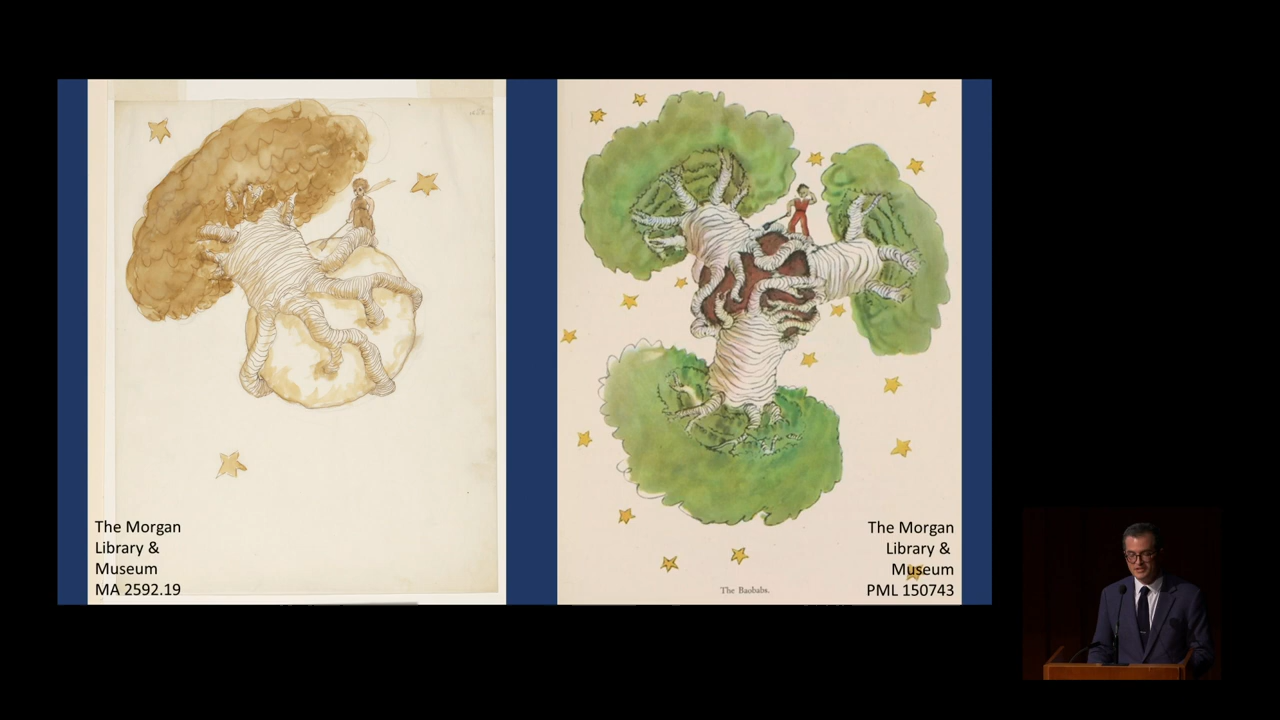 The Morgan
Library &
Museum
MA 2592.19
The Baobabs.
The Morgan
Library &
Museum
PML 150743